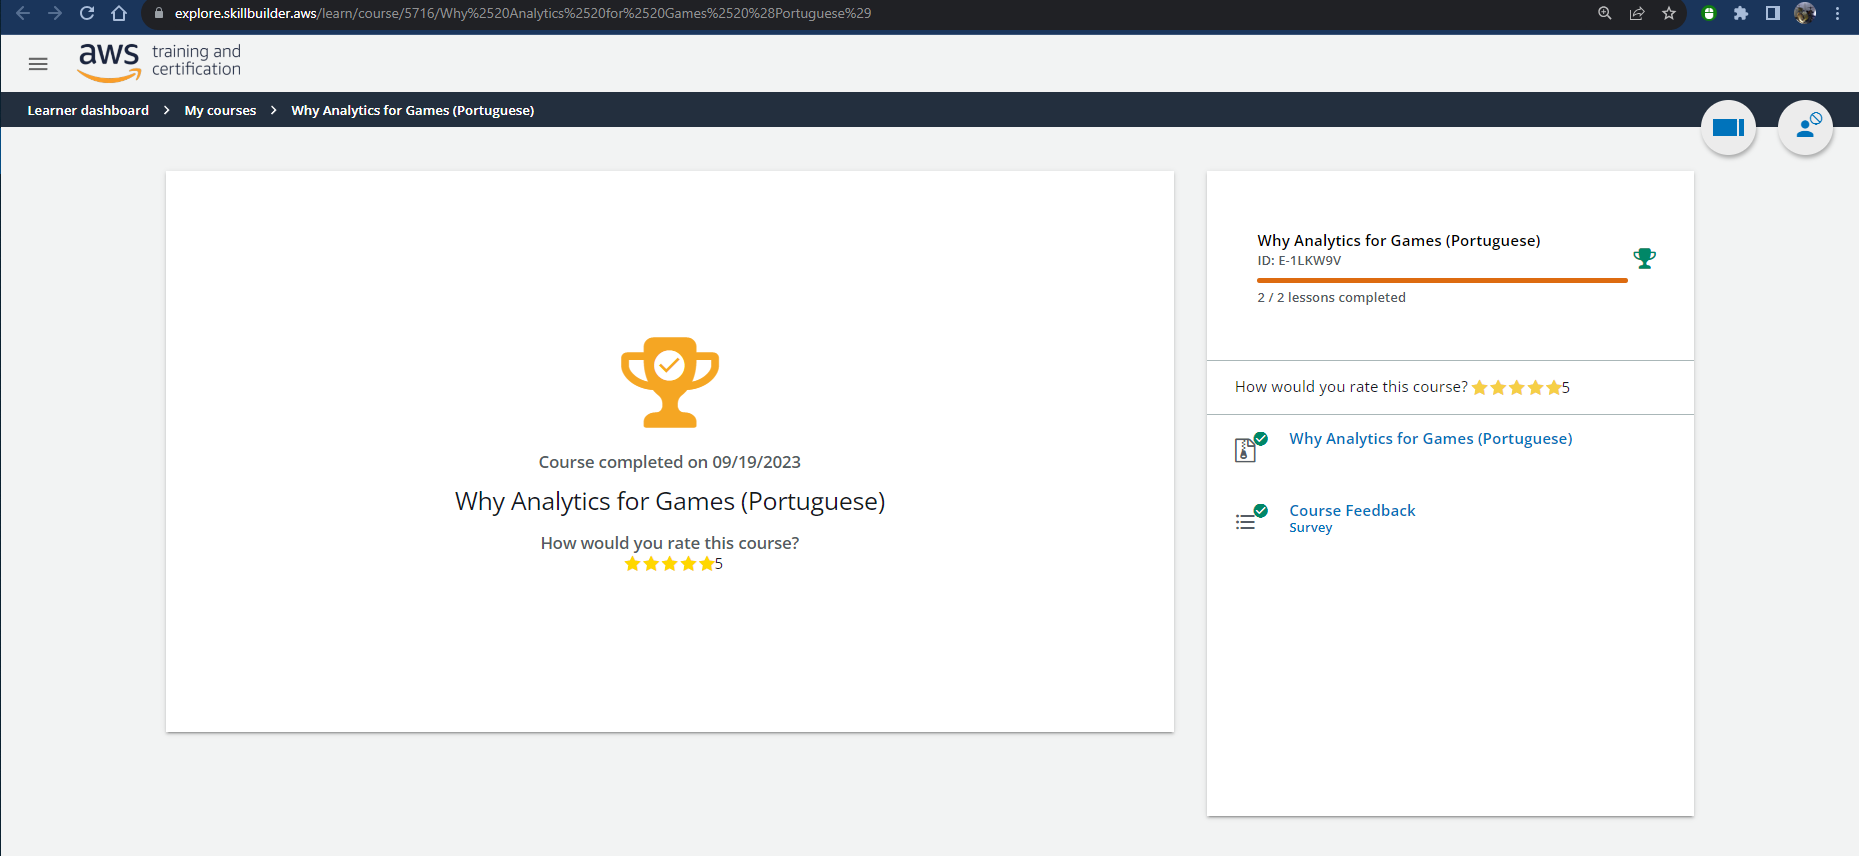 explore.skillbuilder.aws/learn/course/5716/Why%2520Analytics%2520for%2520Games%2520%28Portuguese%29
aws training and certification
Learner dashboard > My courses > Why Analytics for Games (Portuguese)
Course completed on 09/19/2023
Why Analytics for Games (Portuguese)
How would you rate this course?
5
Why Analytics for Games (Portuguese)
ID: E-1LKW9V
2 / 2 lessons completed
How would you rate this course? 5
Why Analytics for Games (Portuguese)
Course Feedback
Survey